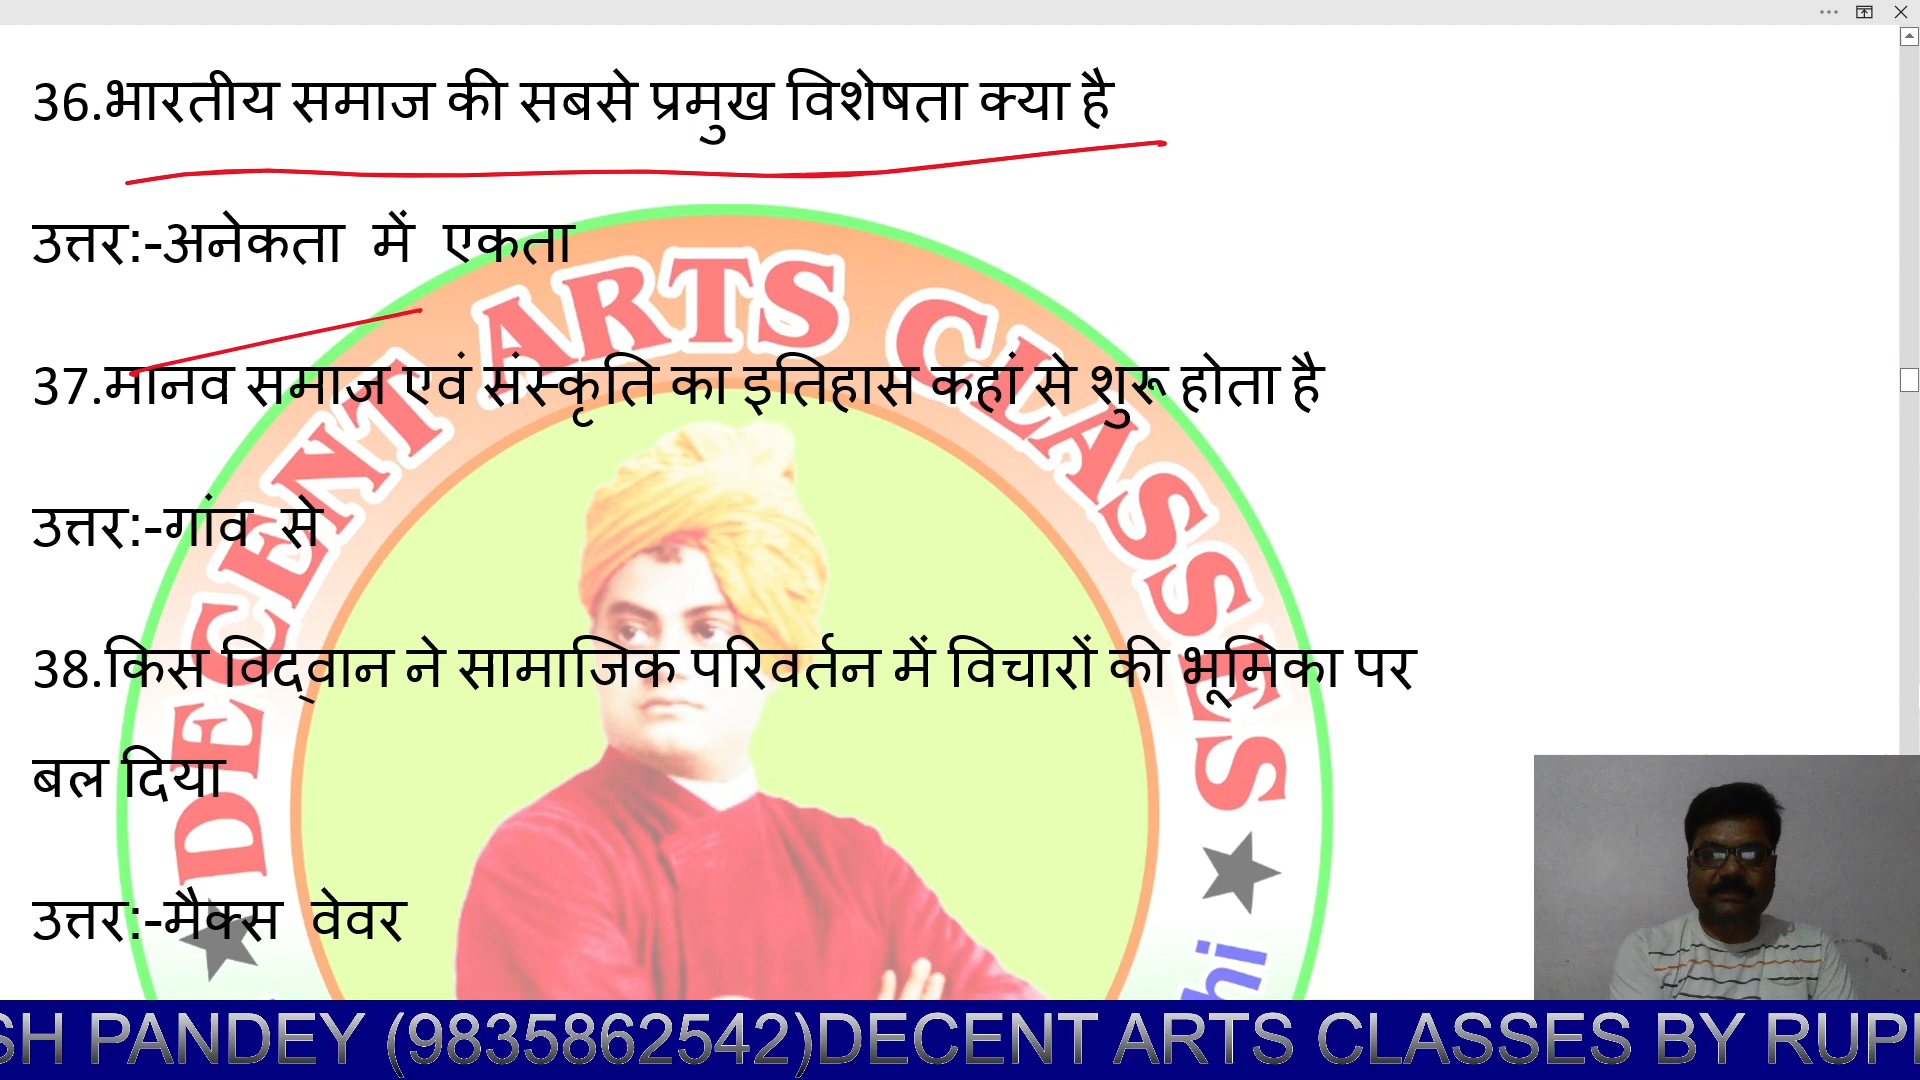 36.भारतीय समाज की सबसे प्रमुख विशेषता क्या है
उत्तर:-अनेकता में एकता
37.मानव समाज एवं संस्कृति का इतिहास कहां से शुरू होता है
उत्तर:-गांव से
38.किस विद्वान ने सामाजिक परिवर्तन में विचारों की भूमिका पर
बल दिया
उत्तर:-मैक्स वेवर
DECENT ARTS CLASSES
hi
SH PANDEY (9835862542)DECENT ARTS CLASSES BY RUP